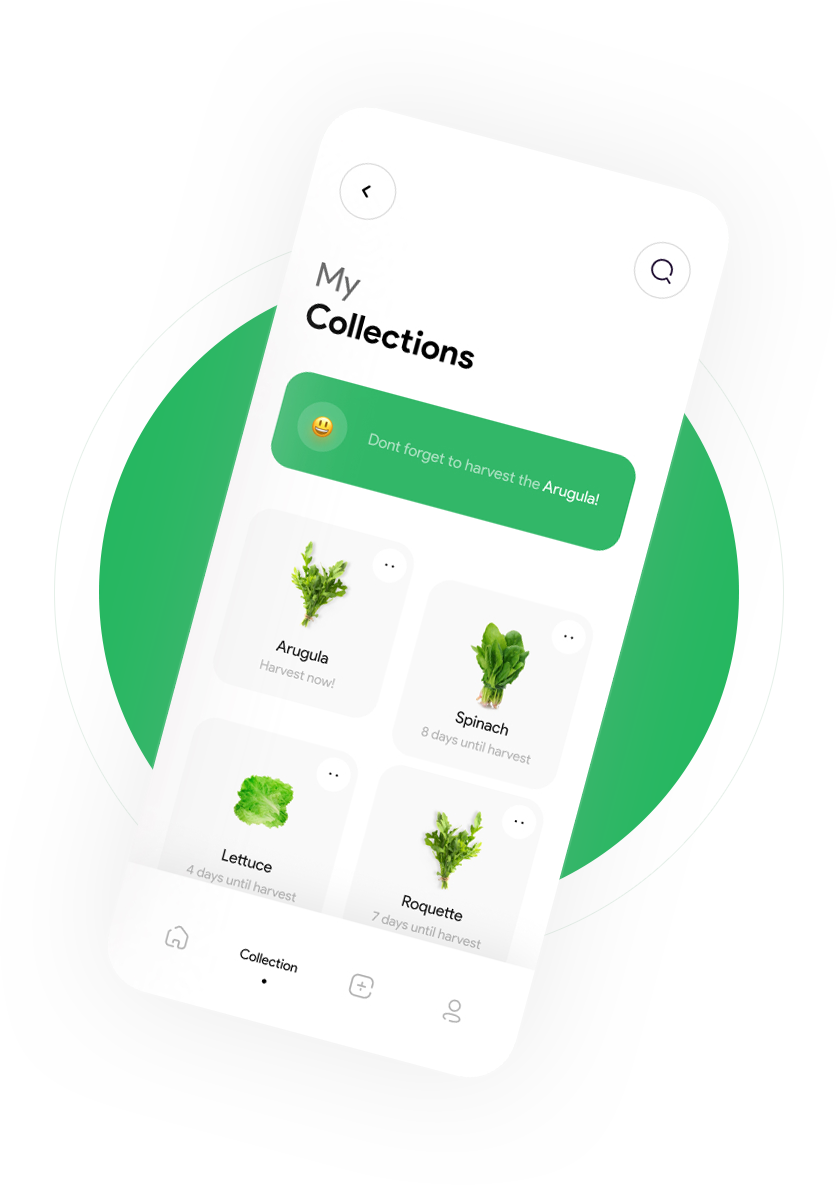 My
Collections
Dont forget to harvest the Arugula!
Arugula
Harvest now!
Spinach
8 days until harvest
Lettuce
4 days until harvest
Roquette
7 days until harvest
Collection